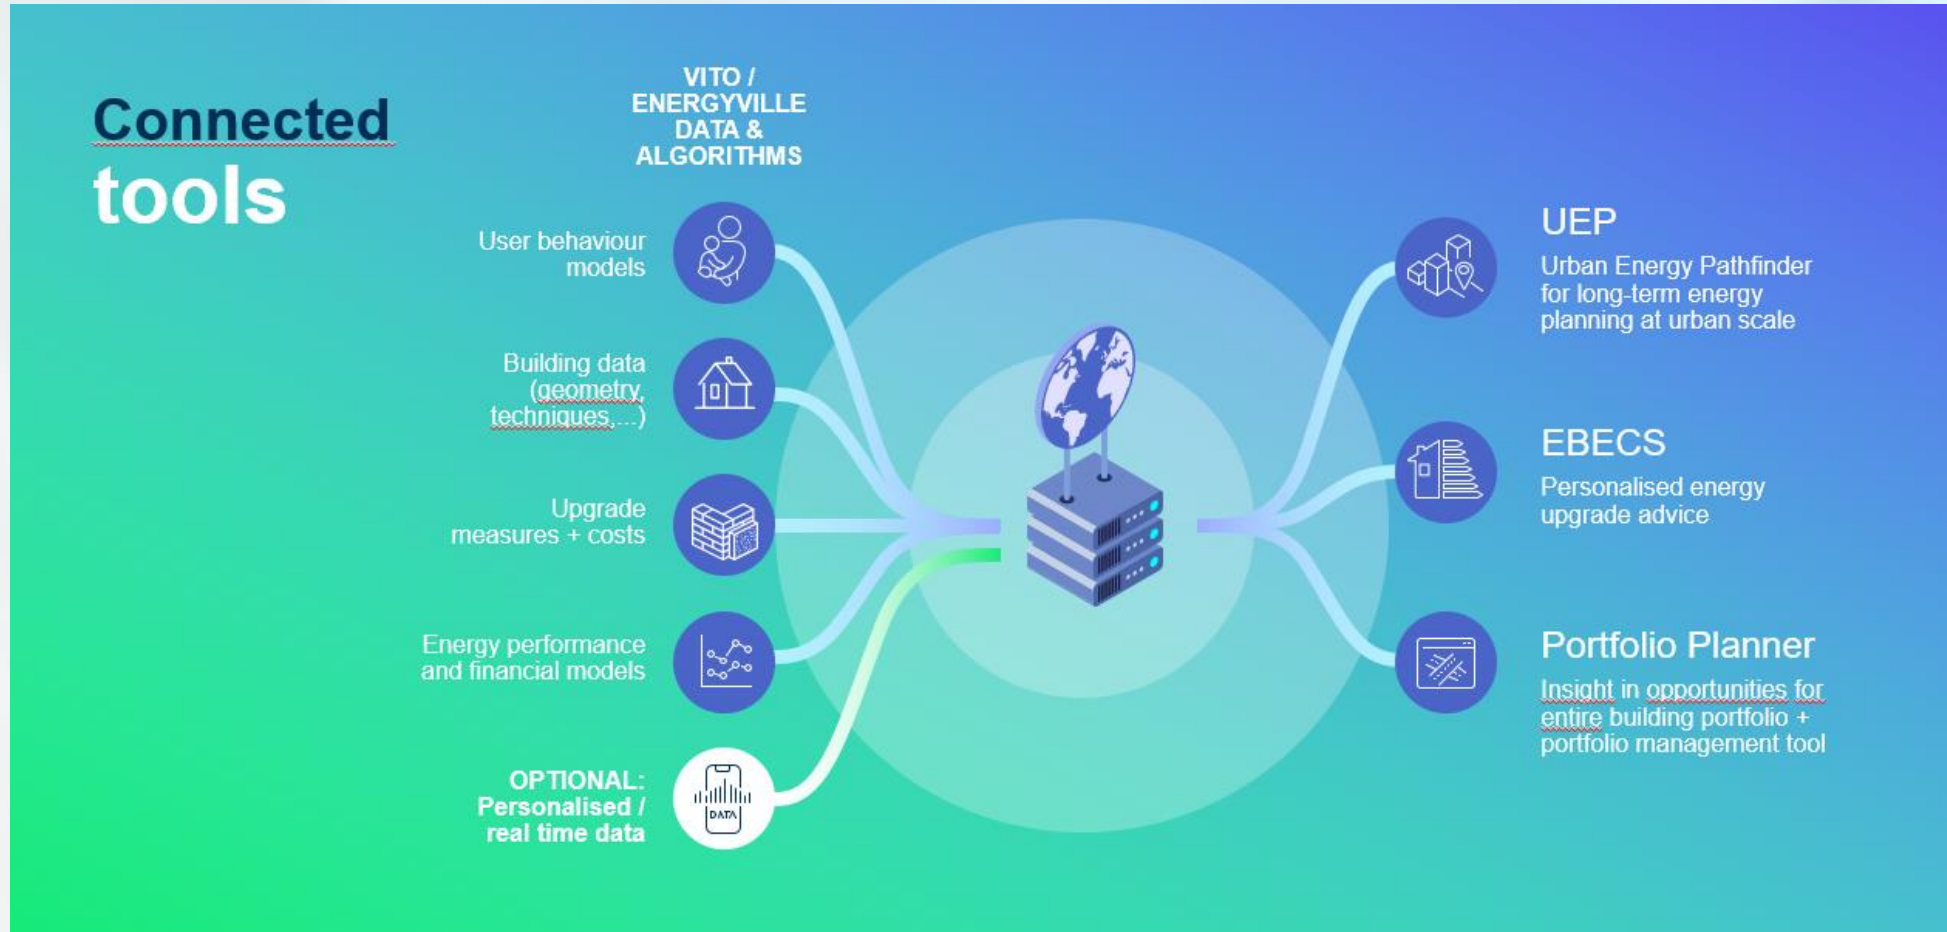 Connected
tools
VITO /
ENERGYVILLE
DATA &
ALGORITHMS
User behaviour
models
Building data
(geometry,
techniques,...)
Upgrade
measures + costs
Energy performance
and financial models
OPTIONAL:
Personalised /
real time data
DATA
UEP
Urban Energy Pathfinder
for long-term energy
planning at urban scale
EBECS
Personalised energy
upgrade advice
Portfolio Planner
Insight in opportunities for
entire building portfolio +
portfolio management tool